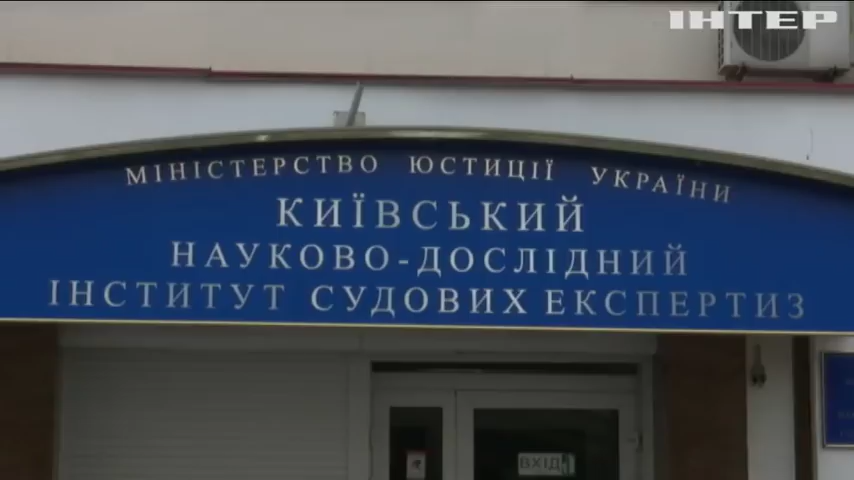 ІНТЕР
МІНІСТЕРСТВО ЮСТИЦІЇ УКРАЇНИ
КИЇВСЬКИЙ
НАУКОВО-ДОСЛІДНИЙ
ІНСТИТУТ СУДОВИХ ЕКСПЕРТИЗ
ВХІД